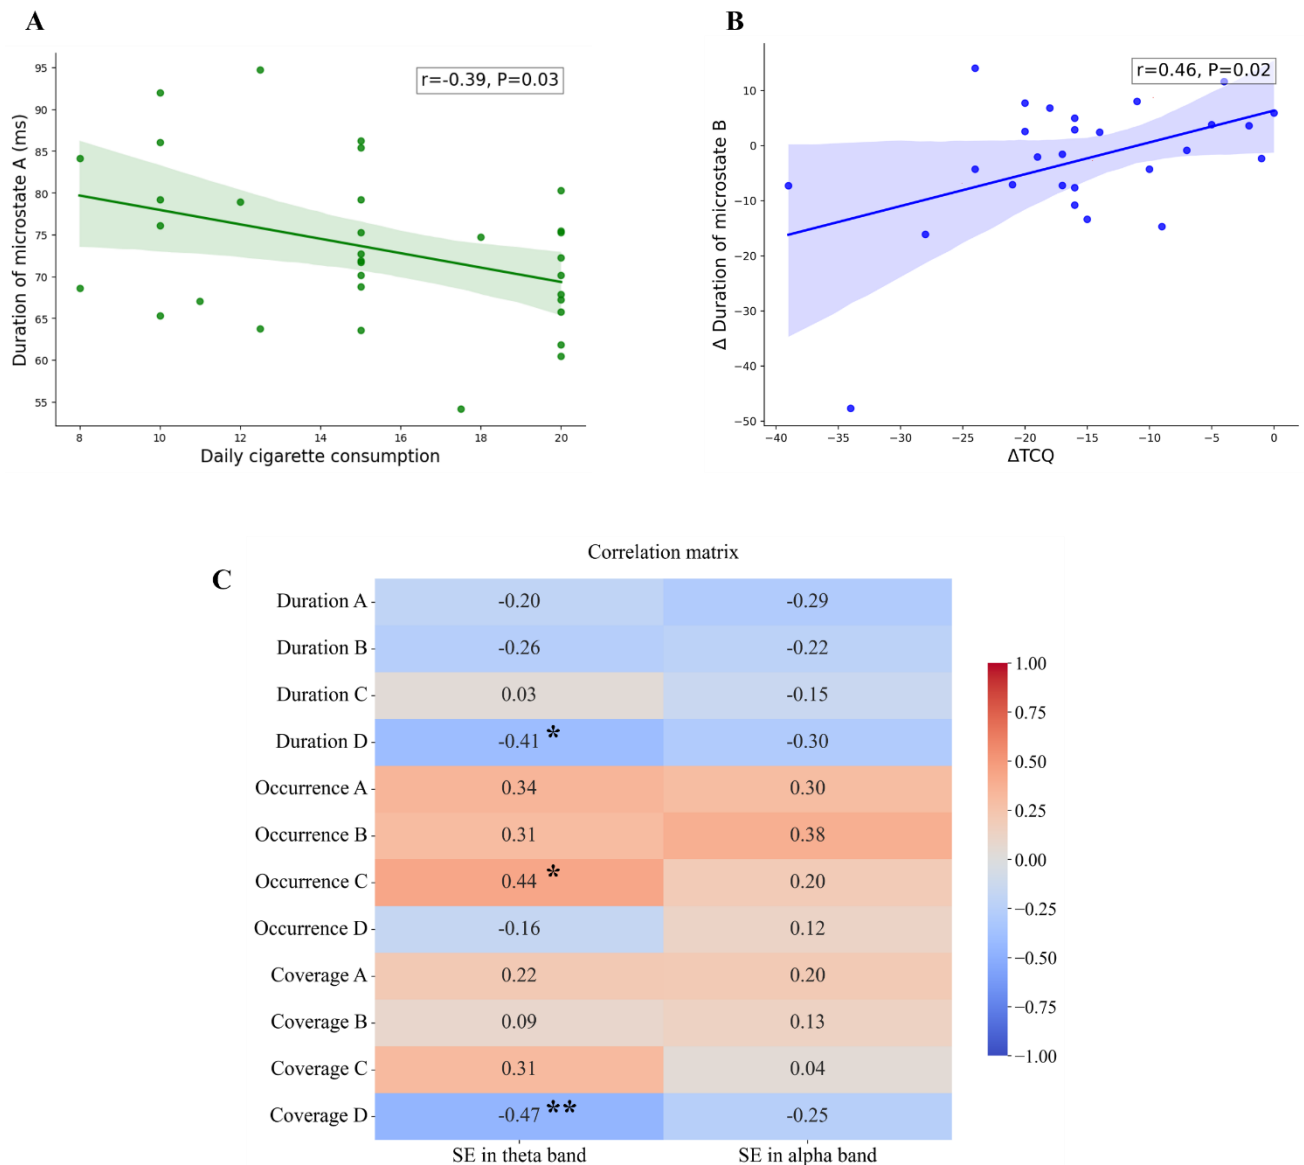 A
r=-0.39, P=0.03
95
90
85
80
75
70
65
60
55
Duration of microstate A (ms)
8 10 12 14 16 18 20
Daily cigarette consumption
B
r=0.46, P=0.02
10
0
−10
−20
−30
−40
−50
Δ Duration of microstate B
−40 −35 −30 −25 −20 −15 −10 −5 0
ΔTCQ
Correlation matrix
C
Duration A -0.20 -0.29
Duration B -0.26 -0.22
Duration C 0.03 -0.15
Duration D -0.41 * -0.30
Occurrence A 0.34 0.30
Occurrence B 0.31 0.38
Occurrence C 0.44 * 0.20
Occurrence D -0.16 0.12
Coverage A 0.22 0.20
Coverage B 0.09 0.13
Coverage C 0.31 0.04
Coverage D -0.47 ** -0.25
SE in theta band SE in alpha band
1.00
0.75
0.50
0.25
0.00
−0.25
−0.50
−0.75
−1.00